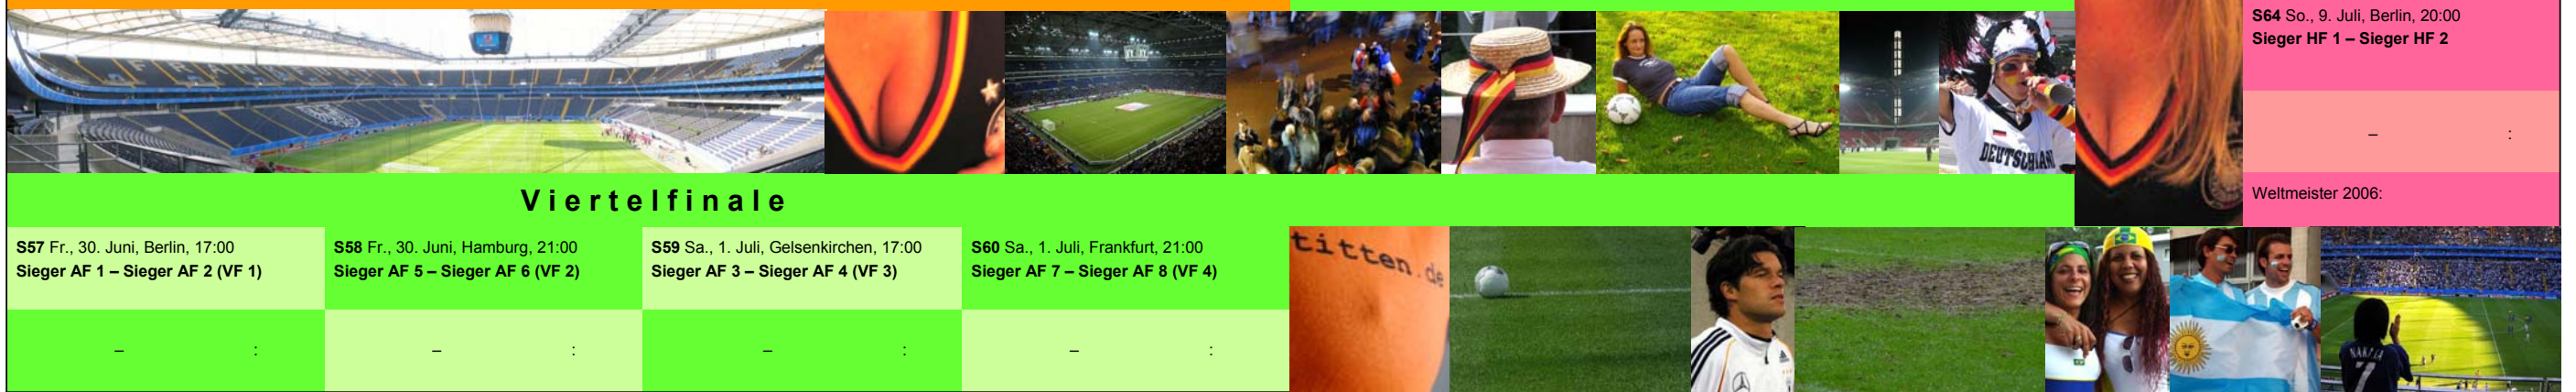 S64 So., 9. Juli, Berlin, 20:00
Sieger HF 1 – Sieger HF 2
– :
DEUTSCHLAN
Weltmeister 2006:
Viertelfinale
S57 Fr., 30. Juni, Berlin, 17:00
Sieger AF 1 – Sieger AF 2 (VF 1)
– :
S58 Fr., 30. Juni, Hamburg, 21:00
Sieger AF 5 – Sieger AF 6 (VF 2)
– :
S59 Sa., 1. Juli, Gelsenkirchen, 17:00
Sieger AF 3 – Sieger AF 4 (VF 3)
– :
S60 Sa., 1. Juli, Frankfurt, 21:00
Sieger AF 7 – Sieger AF 8 (VF 4)
– :
titten.de